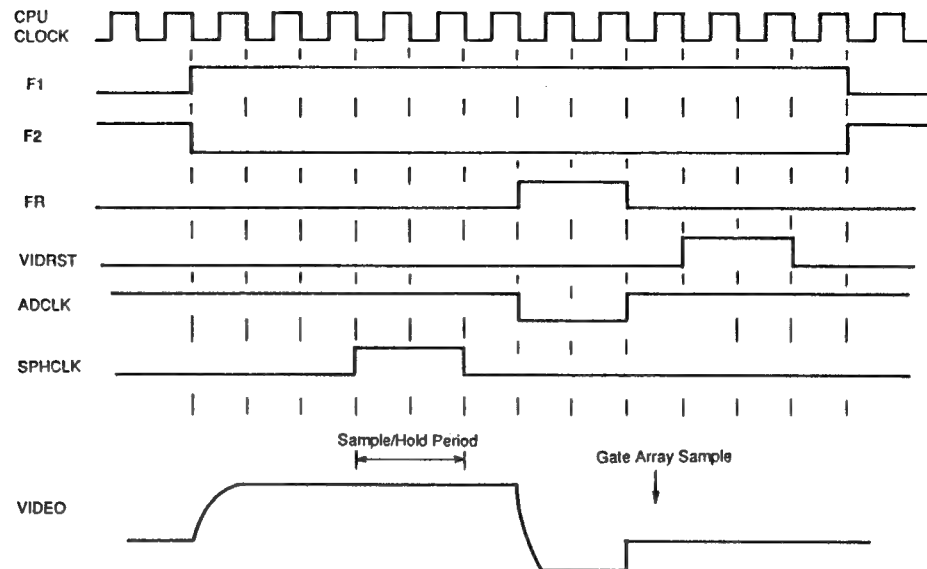 CPU
CLOCK
F1
F2
FR
VIDRST
ADCLK
SPHCLK
Sample/Hold Period
Gate Array Sample
VIDEO